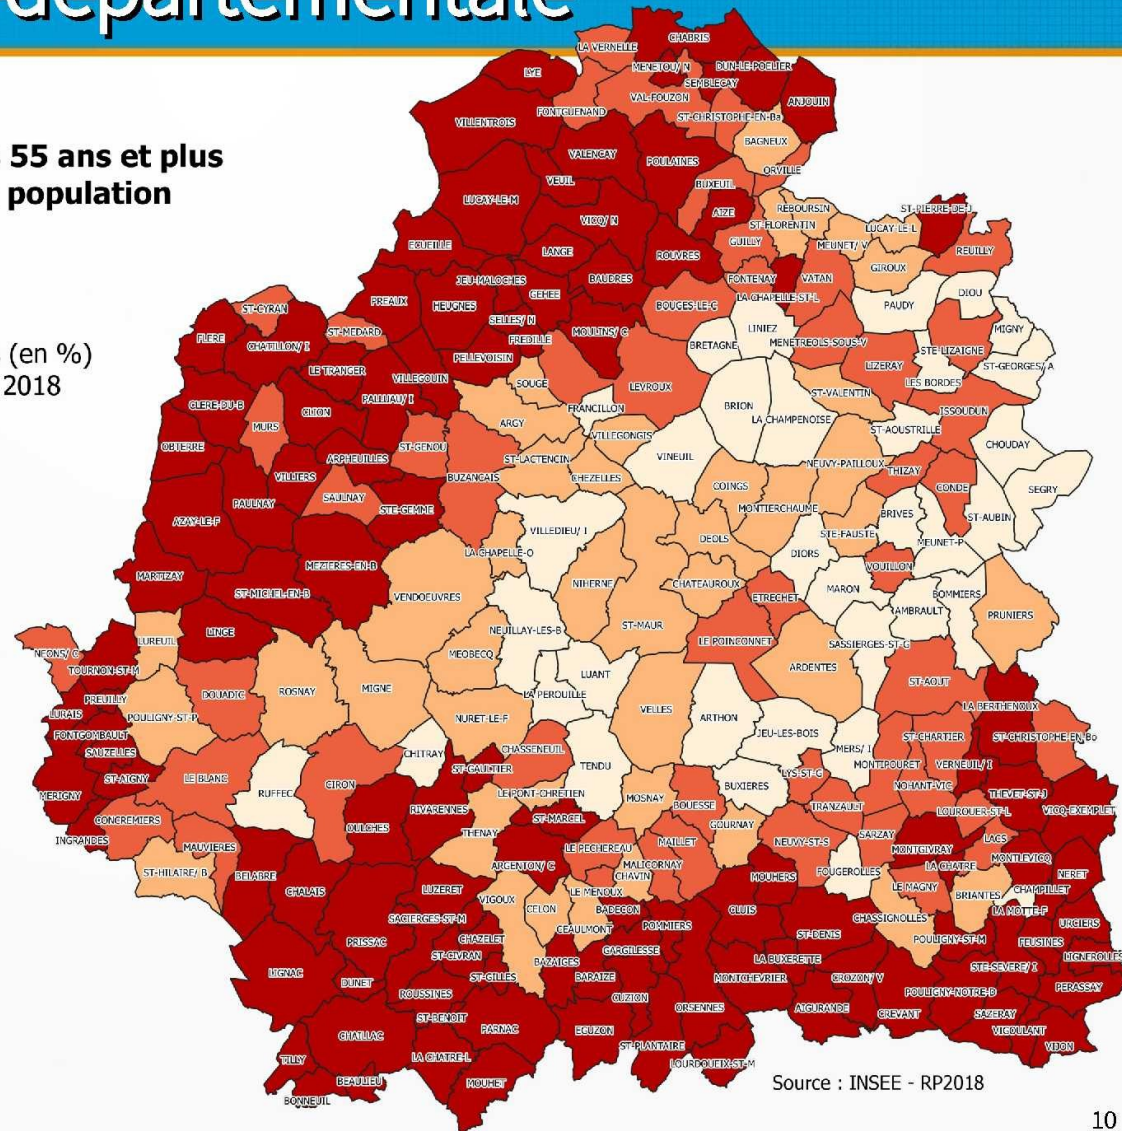 départementale
55 ans et plus
population
(en %)
2018
LA VERNELLE
CHABRIS
LYE
MENETOU/ N
DUN-LE-POELIER
SEMBLECAY
VAL-FOUZON
ANJOUIN
FONTGUENAND
VILLENTROIS
ST-CHRISTOPHE-EN-Ba
BAGNEUX
VALENCAY
POULAINES
ORVILLE
VEUIL
BUXEUIL
LUCAY-LE-M
AIZE
REBOURSIN
ST-PIERRE-DE-J
VICQ/ N
ST-FLORENTIN
LUCAY-LE-L
ECUEILLE
GUILLY
MEUNET/ V
REUILLY
LANGE
ROUVRES
GIROUX
JEU-MALOCHES
BAUDRES
FONTENAY
VATAN
DIOU
GEHEE
PREAUX
HEUGNES
LA CHAPELLE-ST-L
PAUDY
BOUGES-LE-C
ST-CYRAN
SELLES/ N
LINIEZ
MIGNY
ST-MEDARD
MOULINS/ C
FLERE
FREDILLE
BRETAGNE
MENETREOLS-SOUS-V
CHATILLON/ I
PELLEVOISIN
STE-LIZAIGNE
LIZERAY
ST-GEORGES/ A
LE TRANGER
VILLEGOUIN
SOUGE
LEVROUX
LES BORDES
CLERE-DU-B
PALLUAU/ I
ST-VALENTIN
CLION
FRANCILLON
BRION
ISSOUDUN
MURS
ARGY
LA CHAMPENOISE
ST-AOUSTRILLE
VILLEGONGIS
OBTERRE
ST-GENOU
CHOUDAY
ARPHEUILLES
ST-LACTENCIN
VINEUIL
NEUVY-PAILLOUX
VILLIERS
BUZANCAIS
CHEZELLES
THIZAY
COINGS
CONDE
SEGRY
PAULNAY
SAULNAY
STE-GEMME
MONTIERCHAUME
BRIVES
ST-AUBIN
AZAY-LE-F
VILLEDIEU/ I
DEOLS
STE-FAUSTE
MEUNET-P
LA CHAPELLE-O
DIORS
MEZIERES-EN-B
VOUILLON
MARTIZAY
NIHERNE
CHATEAUROUX
MARON
BOMMIERS
ST-MICHEL-EN-B
VENDOEUVRES
ETRECHET
AMBRAULT
PRUNIERS
LINGE
NEUILLAY-LES-B
ST-MAUR
LE POINCONNET
SASSIERGES-ST-G
LUREUIL
NEONS/ C
MEOBECQ
ARDENTES
TOURNON-ST-M
LUANT
ST-AOUT
PREUILLY
DOUADIC
ROSNAY
MIGNE
LA PEROUILLE
LURAIS
POULIGNY-ST-P
NURET-LE-F
VELLES
ARTHON
LA BERTHENOUX
FONTGOMBAULT
JEU-LES-BOIS
ST-CHARTIER
ST-CHRISTOPHE-EN-Bo
SAUZELLES
CHITRAY
CHASSENEUIL
MERS/ I
ST-AIGNY
LE BLANC
ST-GAULTIER
TENDU
MONTIPOURET
VERNEUIL/ I
RUFFEC
CIRON
LYS-ST-G
BUXIERES
NOHANT-VIC
MERIGNY
LE PONT-CHRETIEN
MOSNAY
THEVET-ST-J
RIVARENNES
BOUESSE
TRANZAULT
LOUROUER-ST-L
VICQ-EXEMPLET
CONCREMIERS
ST-MARCEL
GOURNAY
OULCHES
THENAY
SARZAY
INGRANDES
MAILLET
NEUVY-ST-S
LACS
MAUVIERES
LE PECHEREAU
MONTGIVRAY
ARGENTON/ C
MALICORNAY
LA CHATRE
MONTLEVICQ
ST-HILAIRE/ B
BELABRE
CHAVIN
MOUHERS
FOUGEROLLES
NERET
CHALAIS
LUZERET
LE MENOUX
LE MAGNY
CHAMPILLET
VIGOUX
BRIANTES
CELON
BADECON
CLUIS
LA MOTTE-F
SACIERGES-ST-M
POMMIERS
CHASSIGNOLLES
URCIERS
CEAULMONT
ST-DENIS
PRISSAC
CHAZELET
GARGILESSE
POULIGNY-ST-M
FEUSINES
ST-CIVRAN
BAZAIGES
LA BUXERETTE
LIGNEROLLES
LIGNAC
ST-GILLES
BARAIZE
MONTCHEVRIER
CROZON/ V
STE-SEVERE/ I
DUNET
ROUSSINES
CUZION
POULIGNY-NOTRE-D
PERASSAY
ORSENNES
AIGURANDE
ST-BENOIT
CREVANT
SAZERAY
CHAILLAC
PARNAC
EGUZON
VIGOULANT
ST-PLANTAIRE
VIJON
TILLY
LA CHATRE-L
LOURDOUEIX-ST-M
BEAULIEU
MOUHET
BONNEUIL
Source : INSEE - RP2018
10